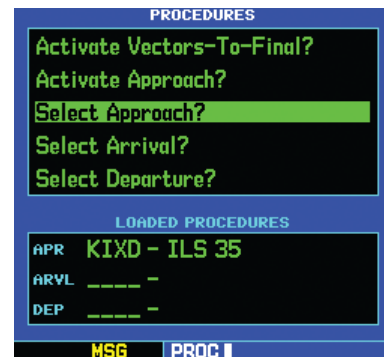 PROCEDURES
Activate Vectors-To-Final?
Activate Approach?
Select Approach?
Select Arrival?
Select Departure?
LOADED PROCEDURES
APR KIXD - ILS 35
ARVL ____ -
DEP ____ -
MSG PROC